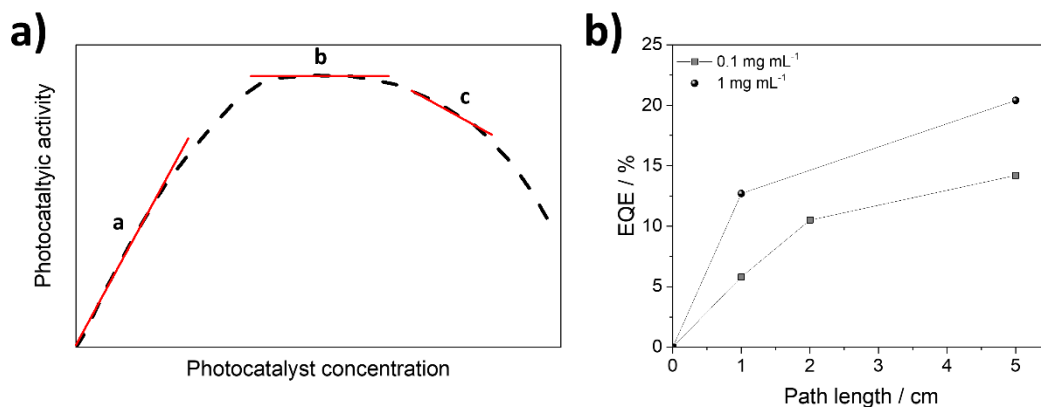 a)
Photocataltyic activity
a
b
c
Photocatalyst concentration
b)
EQE / %
25
20
15
10
5
0
0.1 mg mL⁻¹
1 mg mL⁻¹
0 1 2 3 4 5
Path length / cm